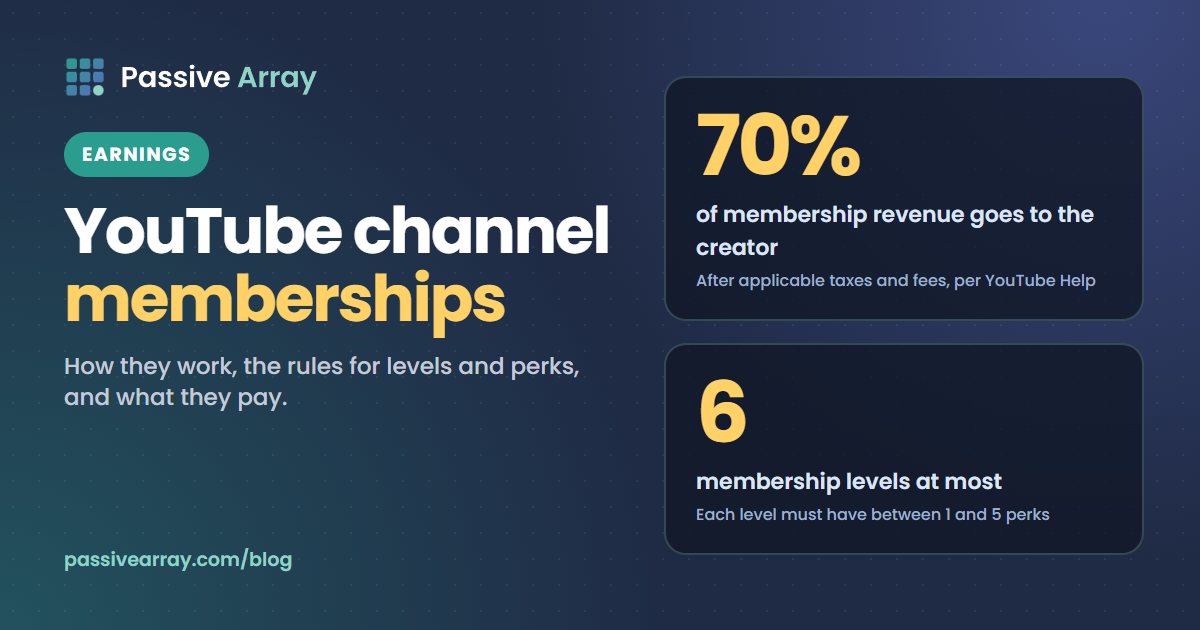 Passive Array
EARNINGS
YouTube channel
memberships
How they work, the rules for levels and perks,
and what they pay.
passivearray.com/blog
70%
of membership revenue goes to the
creator
After applicable taxes and fees, per YouTube Help
6
membership levels at most
Each level must have between 1 and 5 perks